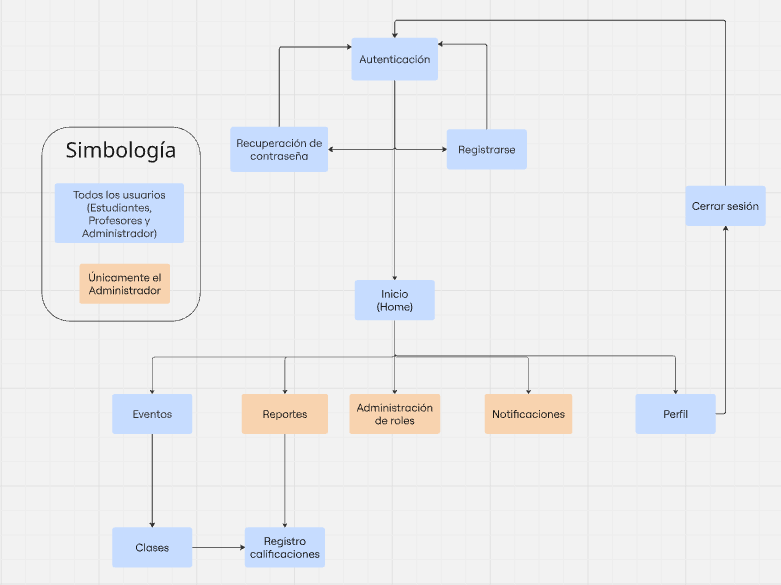 Autenticación
Recuperación de
contraseña
Registrarse
Simbología
Todos los usuarios
(Estudiantes,
Profesores y
Administrador)
Únicamente el
Administrador
Cerrar sesión
Inicio
(Home)
Eventos
Reportes
Administración
de roles
Notificaciones
Perfil
Clases
Registro
calificaciones